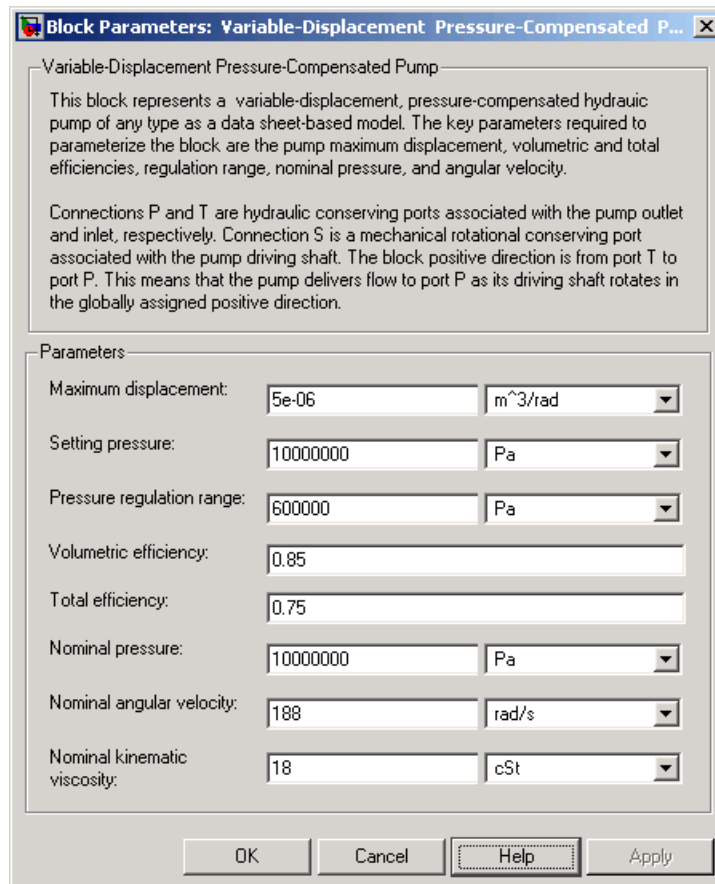 Block Parameters: Variable-Displacement Pressure-Compensated P...
Variable-Displacement Pressure-Compensated Pump
This block represents a variable-displacement, pressure-compensated hydrauic
pump of any type as a data sheet-based model. The key parameters required to
parameterize the block are the pump maximum displacement, volumetric and total
efficiencies, regulation range, nominal pressure, and angular velocity.
Connections P and T are hydraulic conserving ports associated with the pump outlet
and inlet, respectively. Connection S is a mechanical rotational conserving port
associated with the pump driving shaft. The block positive direction is from port T to
port P. This means that the pump delivers flow to port P as its driving shaft rotates in
the globally assigned positive direction.
Parameters
Maximum displacement: 5e-06 m^3/rad
Setting pressure: 10000000 Pa
Pressure regulation range: 600000 Pa
Volumetric efficiency: 0.85
Total efficiency: 0.75
Nominal pressure: 10000000 Pa
Nominal angular velocity: 188 rad/s
Nominal kinematic
viscosity: 18 cSt
OK Cancel Help Apply